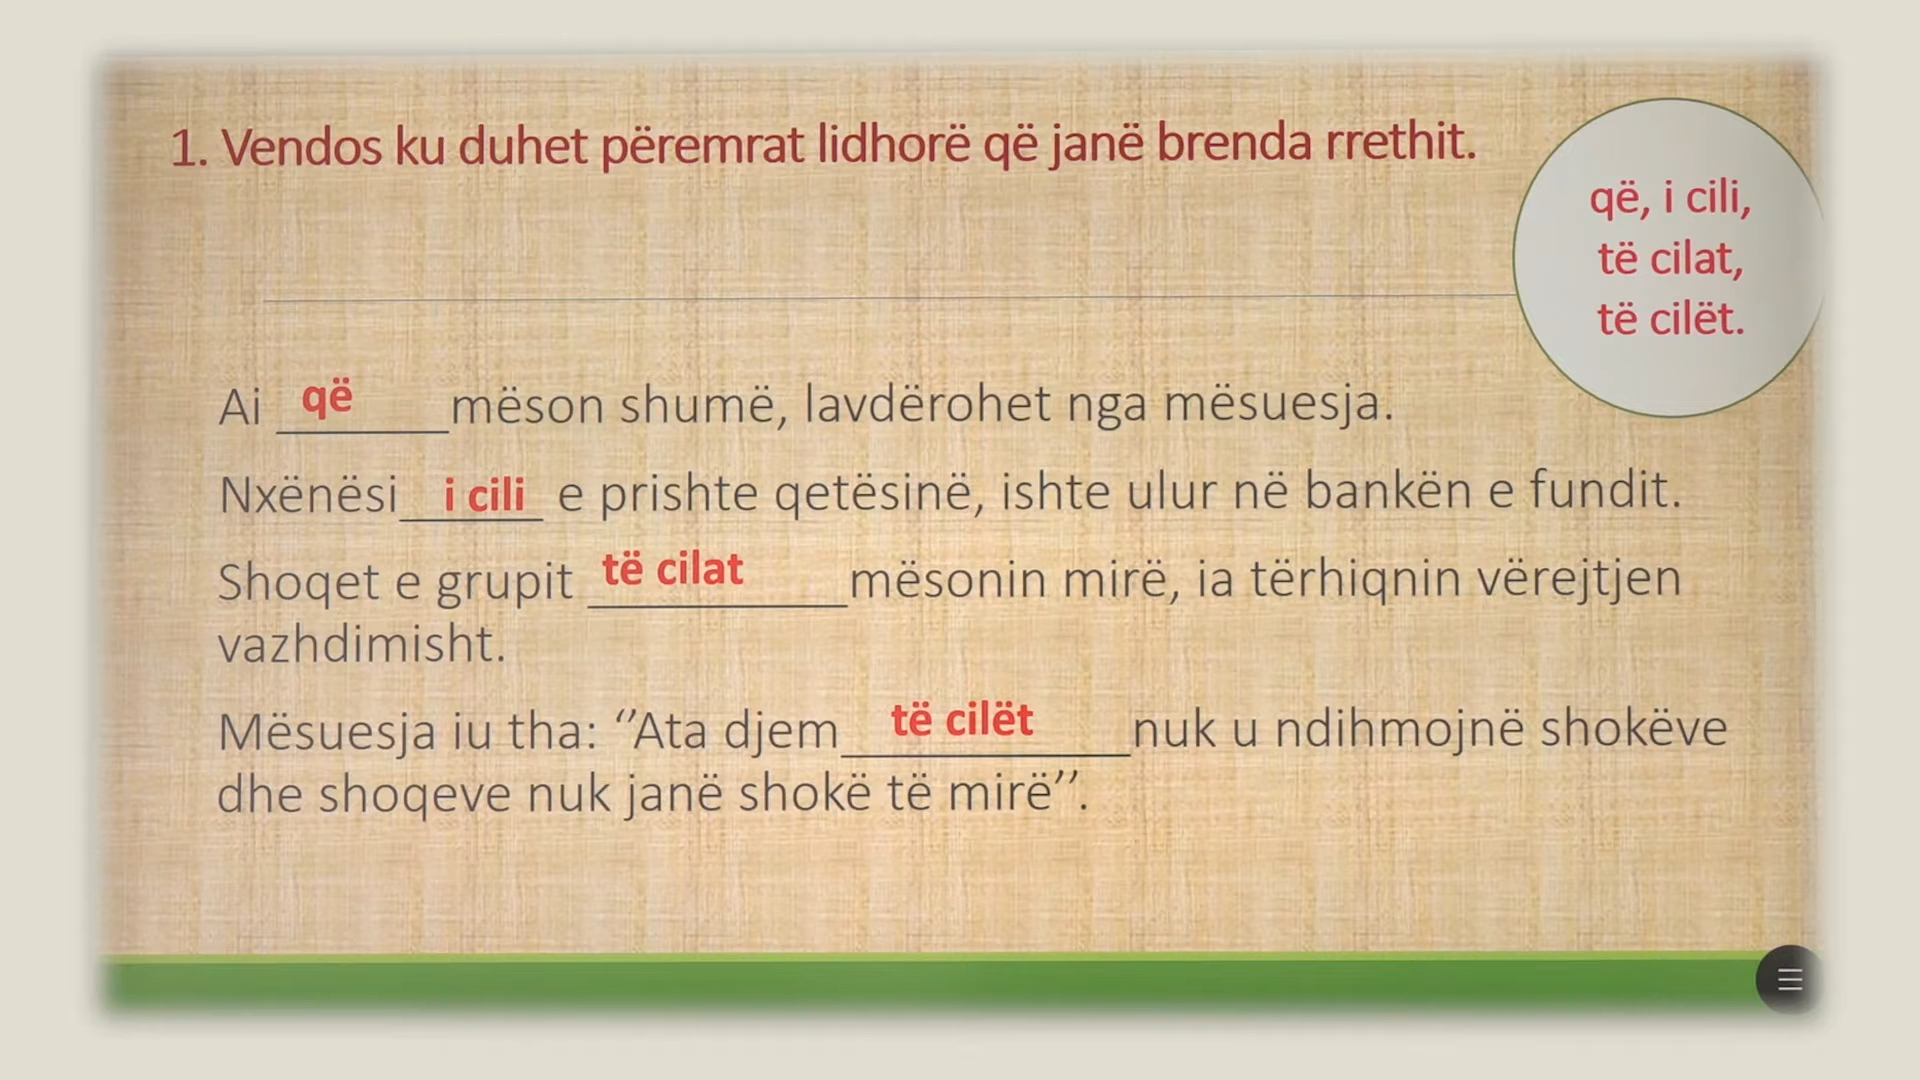 1. Vendos ku duhet përemrat lidhorë që janë brenda rrethit.
që, i cili,
të cilat,
të cilët.
Ai që mëson shumë, lavdërohet nga mësuesja.
Nxënësi i cili e prishte qetësinë, ishte ulur në bankën e fundit.
Shoqet e grupit të cilat mësonin mirë, ia tërhiqnin vërejtjen
vazhdimisht.
Mësuesja iu tha: ‘’Ata djem të cilët nuk u ndihmojnë shokëve
dhe shoqeve nuk janë shokë të mirë’’.